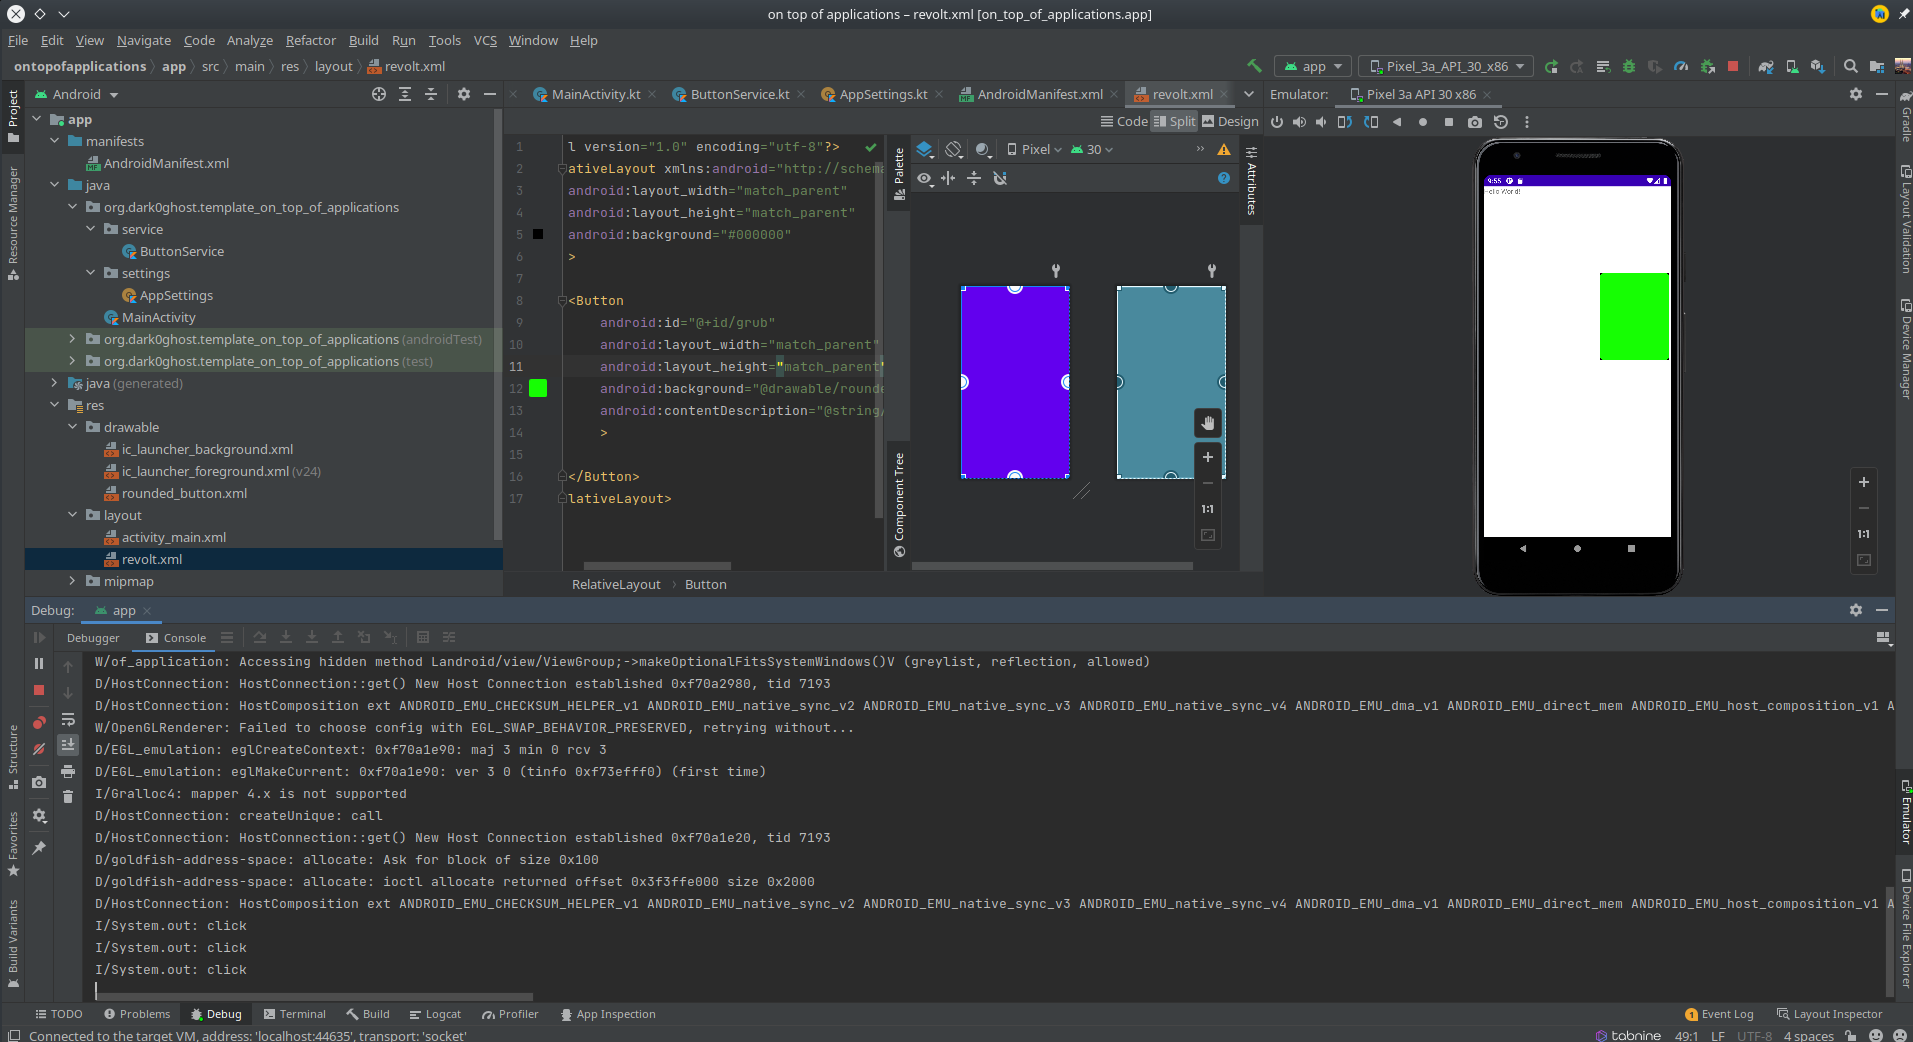 on top of applications – revolt.xml [on_top_of_applications.app]
File Edit View Navigate Code Analyze Refactor Build Run Tools VCS Window Help
ontopofapplications app src main res layout revolt.xml
app Pixel_3a_API_30_x86
Project
Resource Manager
Structure
Favorites
Build Variants
Android
app
manifests
AndroidManifest.xml
java
org.dark0ghost.template_on_top_of_applications
service
ButtonService
settings
AppSettings
MainActivity
org.dark0ghost.template_on_top_of_applications (androidTest)
org.dark0ghost.template_on_top_of_applications (test)
java (generated)
res
drawable
ic_launcher_background.xml
ic_launcher_foreground.xml (v24)
rounded_button.xml
layout
activity_main.xml
revolt.xml
mipmap
MainActivity.kt ButtonService.kt AppSettings.kt AndroidManifest.xml revolt.xml
Code Split Design
1 l version="1.0" encoding="utf-8"?>
2 ativeLayout xmlns:android="http://schema
3 android:layout_width="match_parent"
4 android:layout_height="match_parent"
5 android:background="#000000"
6 >
7
8 <Button
9 android:id="@+id/grub"
10 android:layout_width="match_parent"
11 android:layout_height="match_parent"
12 android:background="@drawable/rounde
13 android:contentDescription="@string/
14 >
15
16 </Button>
17 lativeLayout>
RelativeLayout Button
Palette
Component Tree
Pixel 30
Attributes
1:1
Emulator: Pixel 3a API 30 x86
9:55
Hello World!
1:1
Gradle
Layout Validation
Device Manager
Emulator
Device File Explorer
Debug: app
Debugger Console
W/of_application: Accessing hidden method Landroid/view/ViewGroup;->makeOptionalFitsSystemWindows()V (greylist, reflection, allowed)
D/HostConnection: HostConnection::get() New Host Connection established 0xf70a2980, tid 7193
D/HostConnection: HostComposition ext ANDROID_EMU_CHECKSUM_HELPER_v1 ANDROID_EMU_native_sync_v2 ANDROID_EMU_native_sync_v3 ANDROID_EMU_native_sync_v4 ANDROID_EMU_dma_v1 ANDROID_EMU_direct_mem ANDROID_EMU_host_composition_v1 A
W/OpenGLRenderer: Failed to choose config with EGL_SWAP_BEHAVIOR_PRESERVED, retrying without...
D/EGL_emulation: eglCreateContext: 0xf70a1e90: maj 3 min 0 rcv 3
D/EGL_emulation: eglMakeCurrent: 0xf70a1e90: ver 3 0 (tinfo 0xf73efff0) (first time)
I/Gralloc4: mapper 4.x is not supported
D/HostConnection: createUnique: call
D/HostConnection: HostConnection::get() New Host Connection established 0xf70a1e20, tid 7193
D/goldfish-address-space: allocate: Ask for block of size 0x100
D/goldfish-address-space: allocate: ioctl allocate returned offset 0x3f3ffe000 size 0x2000
D/HostConnection: HostComposition ext ANDROID_EMU_CHECKSUM_HELPER_v1 ANDROID_EMU_native_sync_v2 ANDROID_EMU_native_sync_v3 ANDROID_EMU_native_sync_v4 ANDROID_EMU_dma_v1 ANDROID_EMU_direct_mem ANDROID_EMU_host_composition_v1 A
I/System.out: click
I/System.out: click
I/System.out: click
TODO Problems Debug Terminal Build Logcat Profiler App Inspection 1 Event Log Layout Inspector
Connected to the target VM, address: 'localhost:44635', transport: 'socket' tabnine 49:1 LF UTF-8 4 spaces